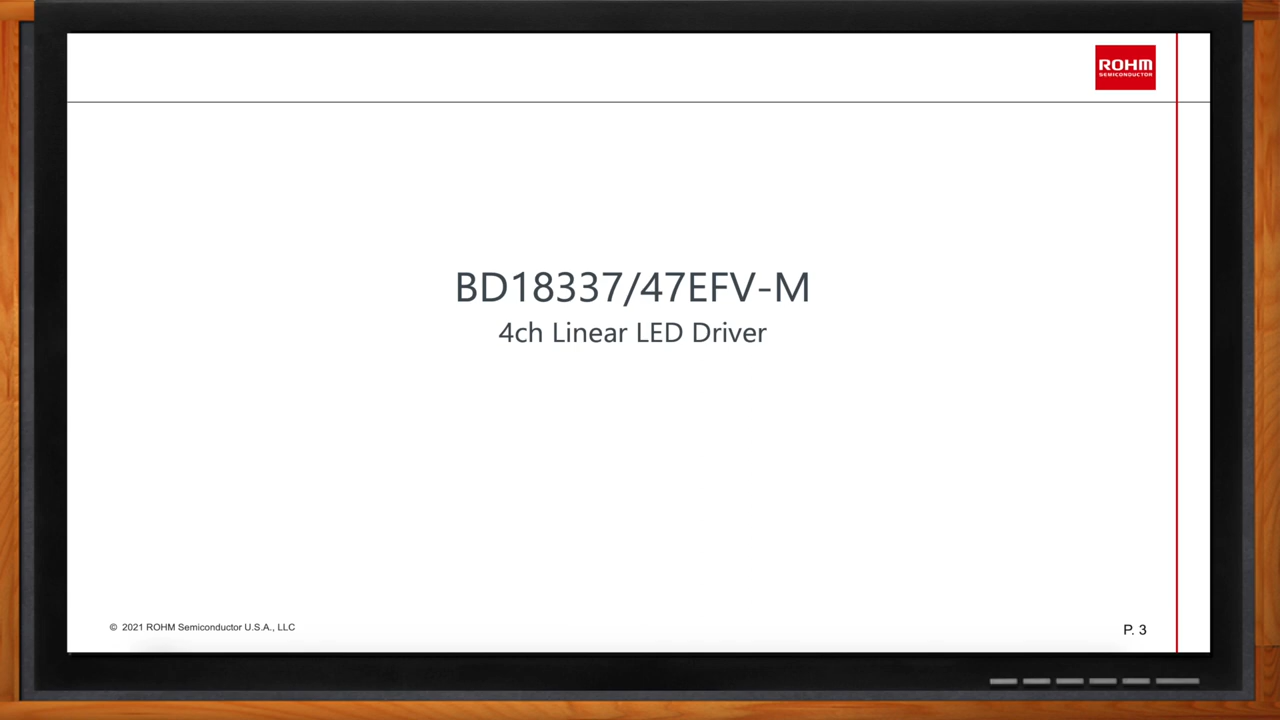 ROHM
SEMICONDUCTOR
BD18337/47EFV-M
4ch Linear LED Driver
© 2021 ROHM Semiconductor U.S.A., LLC
P. 3